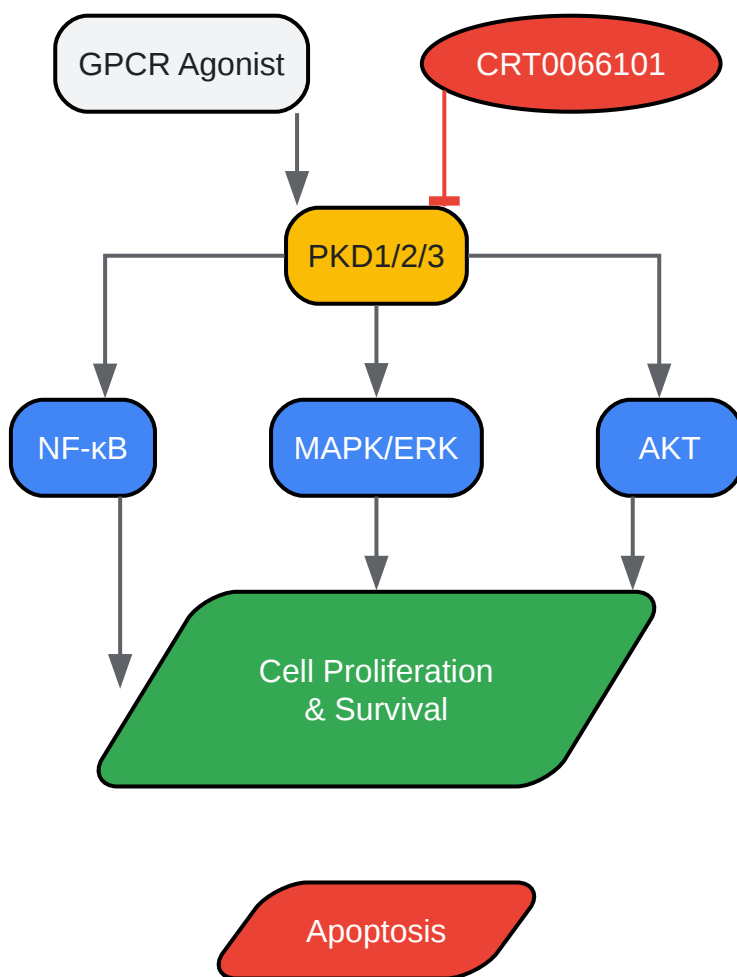 GPCR Agonist
CRT0066101
PKD1/2/3
NF-κB
MAPK/ERK
AKT
Cell Proliferation
& Survival
Apoptosis